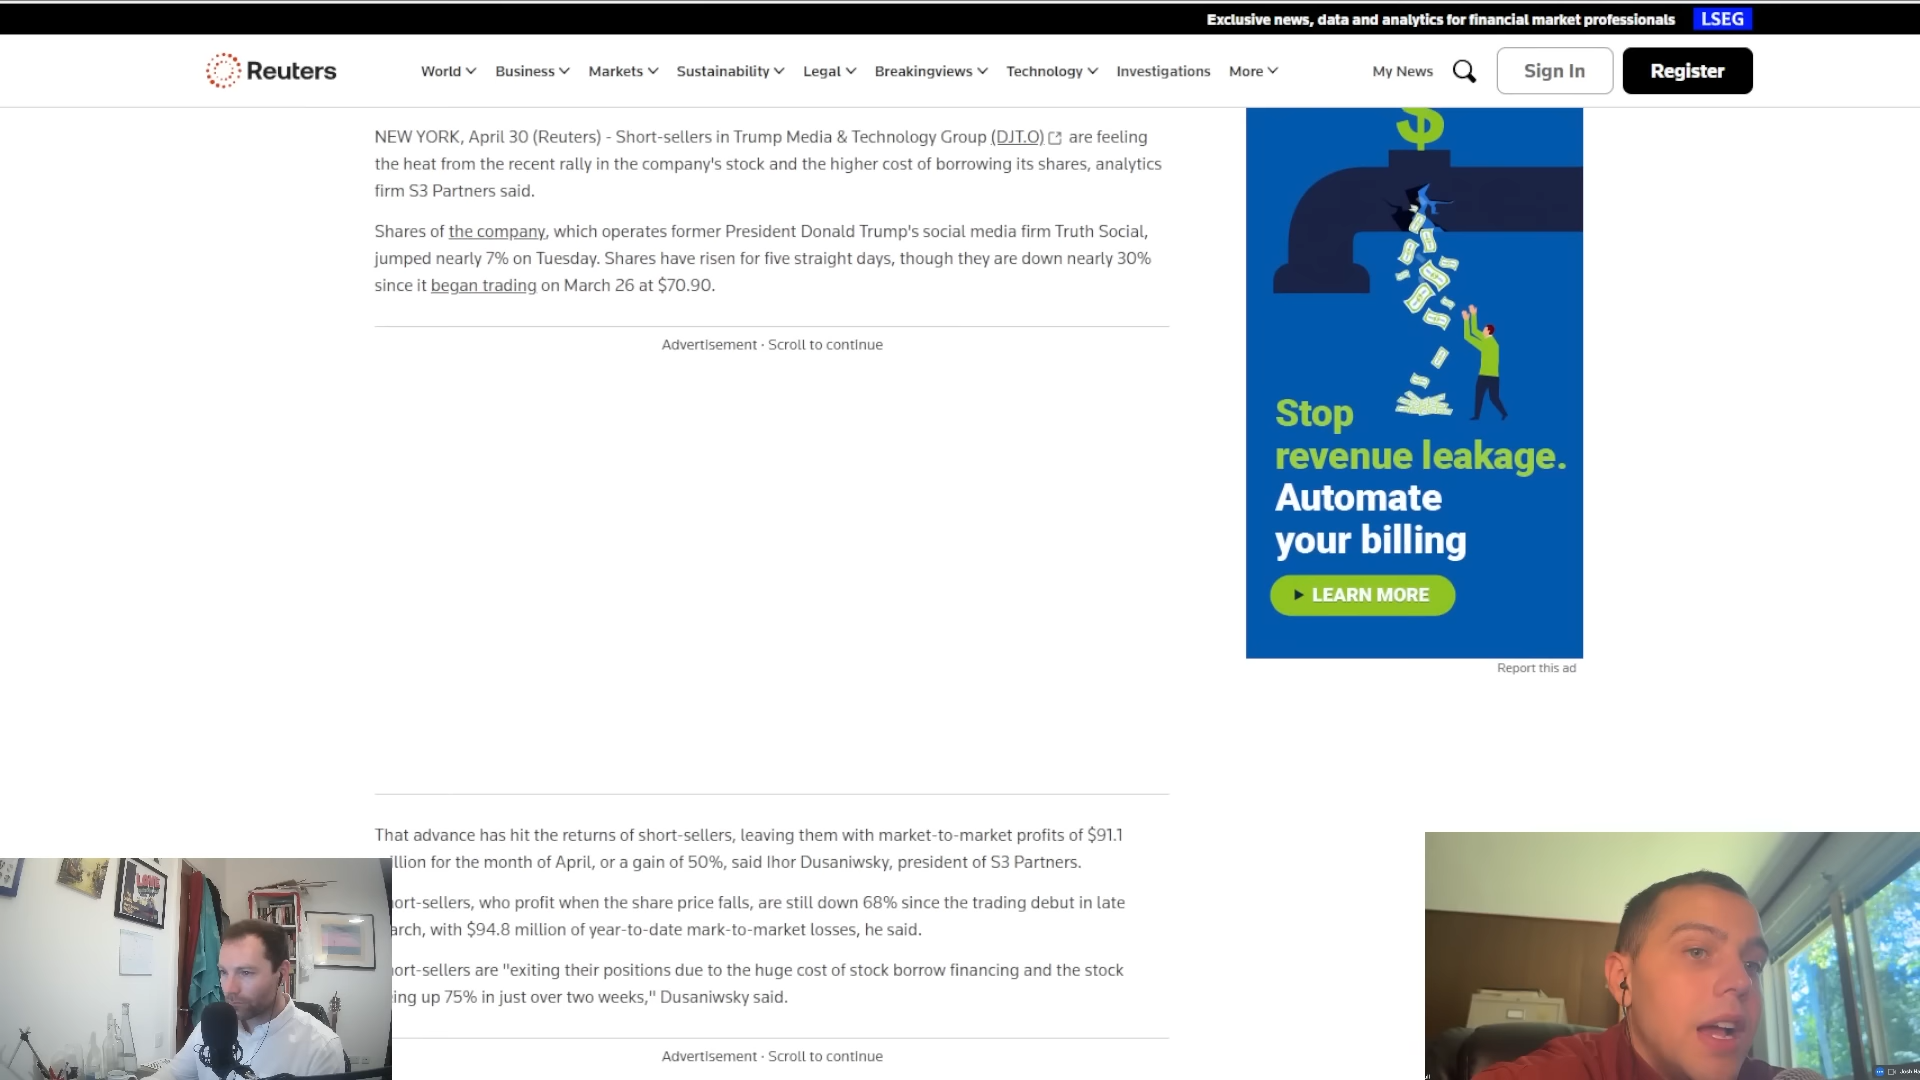 Exclusive news, data and analytics for financial market professionals LSEG
Reuters World Business Markets Sustainability Legal Breakingviews Technology Investigations More My News Sign In Register
NEW YORK, April 30 (Reuters) - Short-sellers in Trump Media & Technology Group (DJT.O) are feeling
the heat from the recent rally in the company's stock and the higher cost of borrowing its shares, analytics
firm S3 Partners said.
Shares of the company, which operates former President Donald Trump's social media firm Truth Social,
jumped nearly 7% on Tuesday. Shares have risen for five straight days, though they are down nearly 30%
since it began trading on March 26 at $70.90.
Advertisement · Scroll to continue
$
Stop
revenue leakage.
Automate
your billing
LEARN MORE
Report this ad
That advance has hit the returns of short-sellers, leaving them with market-to-market profits of $91.1
illion for the month of April, or a gain of 50%, said Ihor Dusaniwsky, president of S3 Partners.
ort-sellers, who profit when the share price falls, are still down 68% since the trading debut in late
arch, with $94.8 million of year-to-date mark-to-market losses, he said.
ort-sellers are "exiting their positions due to the huge cost of stock borrow financing and the stock
ing up 75% in just over two weeks," Dusaniwsky said.
Advertisement · Scroll to continue